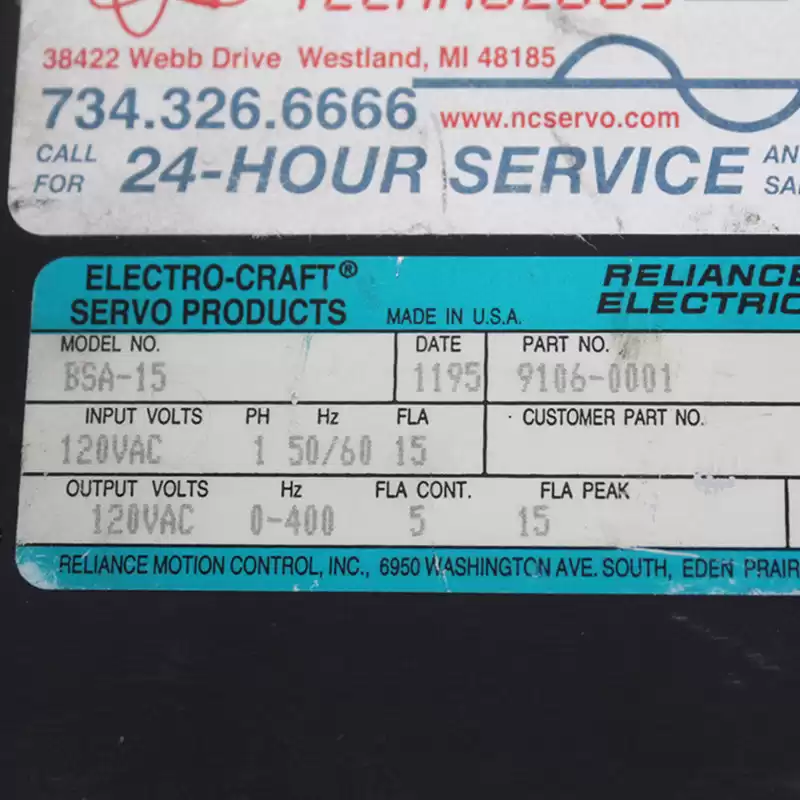 TECHNOLOGY
38422 Webb Drive Westland, MI 48185
734.326.6666 www.ncservo.com
CALL FOR 24-HOUR SERVICE
ELECTRO-CRAFT® RELIANCE
SERVO PRODUCTS MADE IN U.S.A. ELECTRIC
MODEL NO. DATE PART NO.
BSA-15 1195 9106-0001
INPUT VOLTS PH Hz FLA CUSTOMER PART NO.
120VAC 1 50/60 15
OUTPUT VOLTS Hz FLA CONT. FLA PEAK
120VAC 0-400 5 15
RELIANCE MOTION CONTROL, INC., 6950 WASHINGTON AVE. SOUTH, EDEN PRAIR